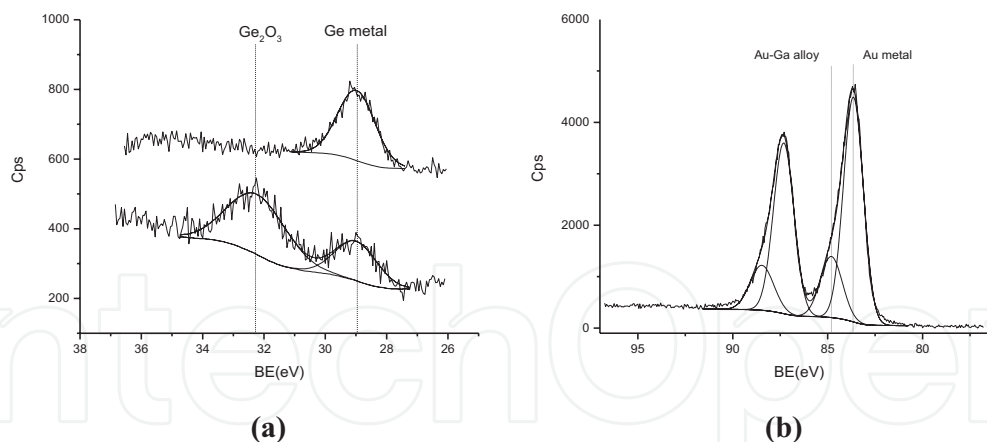 1000
800
600
400
200
Cps
Ge₂O₃
Ge metal
38 36 34 32 30 28 26
BE(eV)
(a)
6000
4000
2000
0
Cps
Au-Ga alloy
Au metal
95 90 85 80
BE(eV)
(b)
ntechOpe